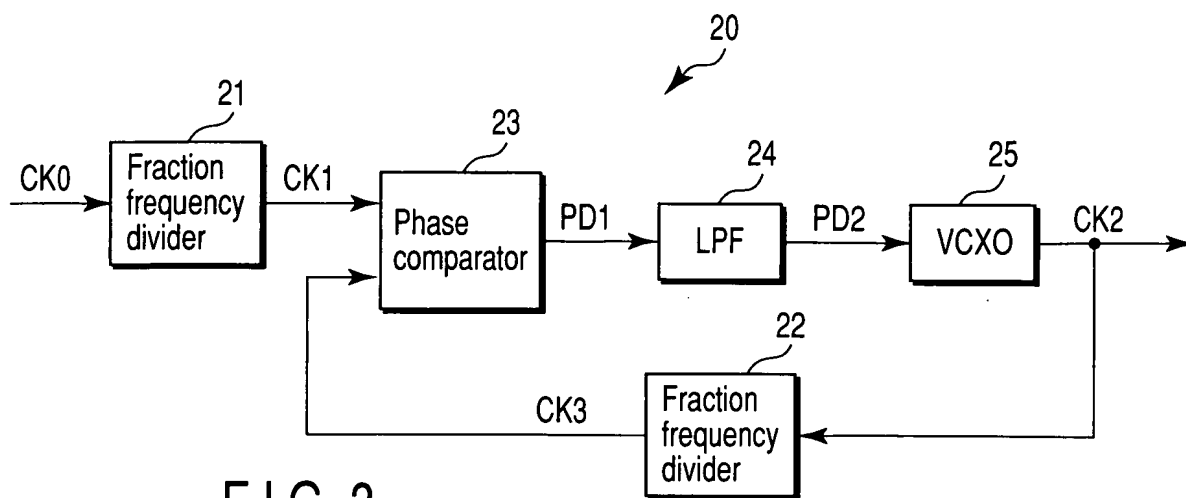 20
21
Fraction
frequency
divider
CK0
CK1
23
Phase
comparator
PD1
24
LPF
PD2
25
VCXO
CK2
22
Fraction
frequency
divider
CK3